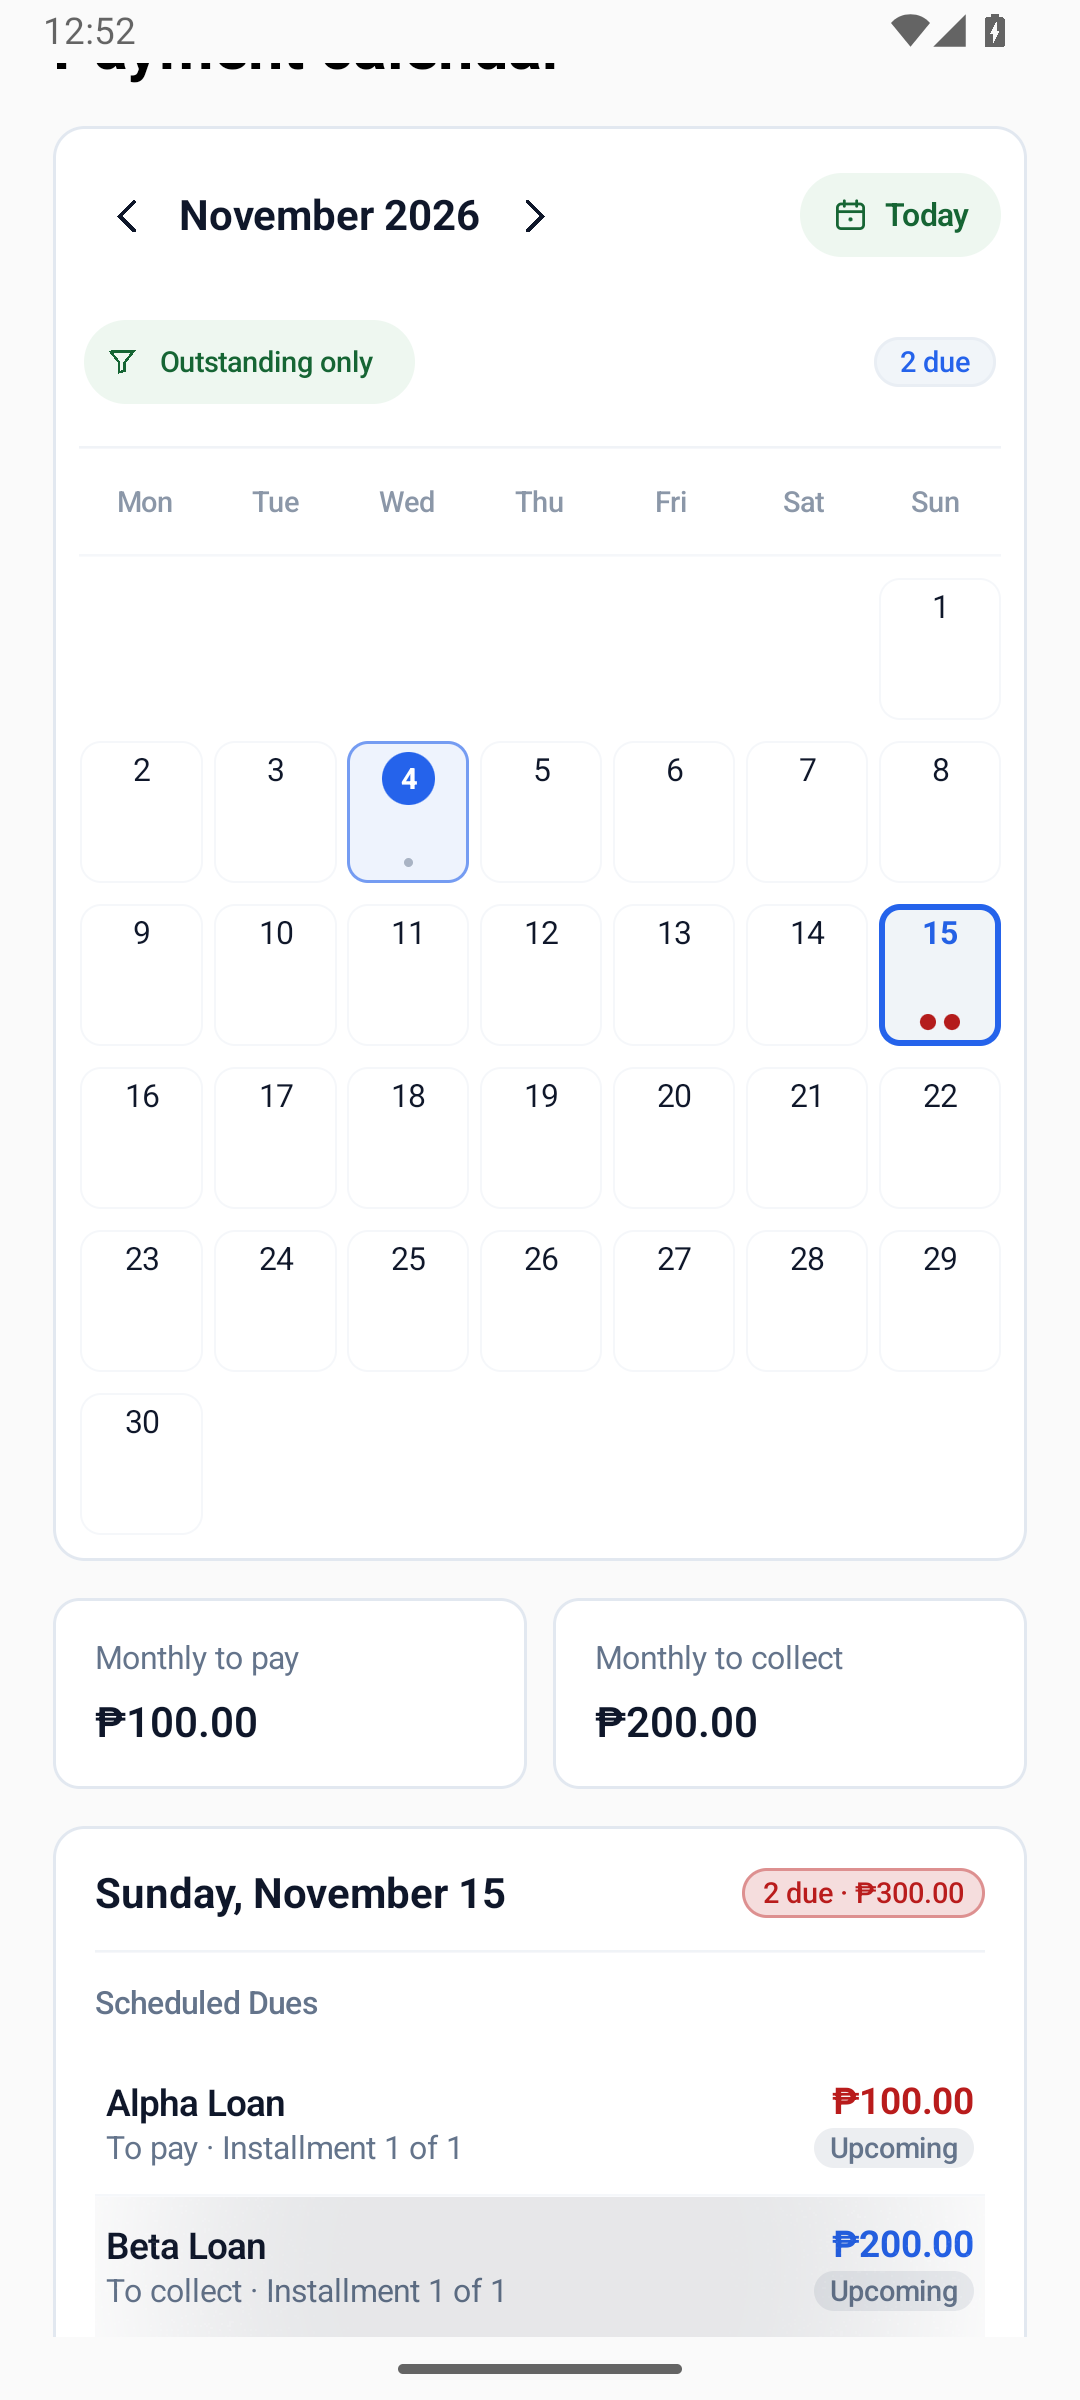 12:52
Payment calendar
November 2026
Today
Outstanding only
2 due
Mon Tue Wed Thu Fri Sat Sun
1
2 3 4 5 6 7 8
9 10 11 12 13 14 15
16 17 18 19 20 21 22
23 24 25 26 27 28 29
30
Monthly to pay
₱100.00
Monthly to collect
₱200.00
Sunday, November 15
2 due · ₱300.00
Scheduled Dues
Alpha Loan
₱100.00
To pay · Installment 1 of 1
Upcoming
Beta Loan
₱200.00
To collect · Installment 1 of 1
Upcoming